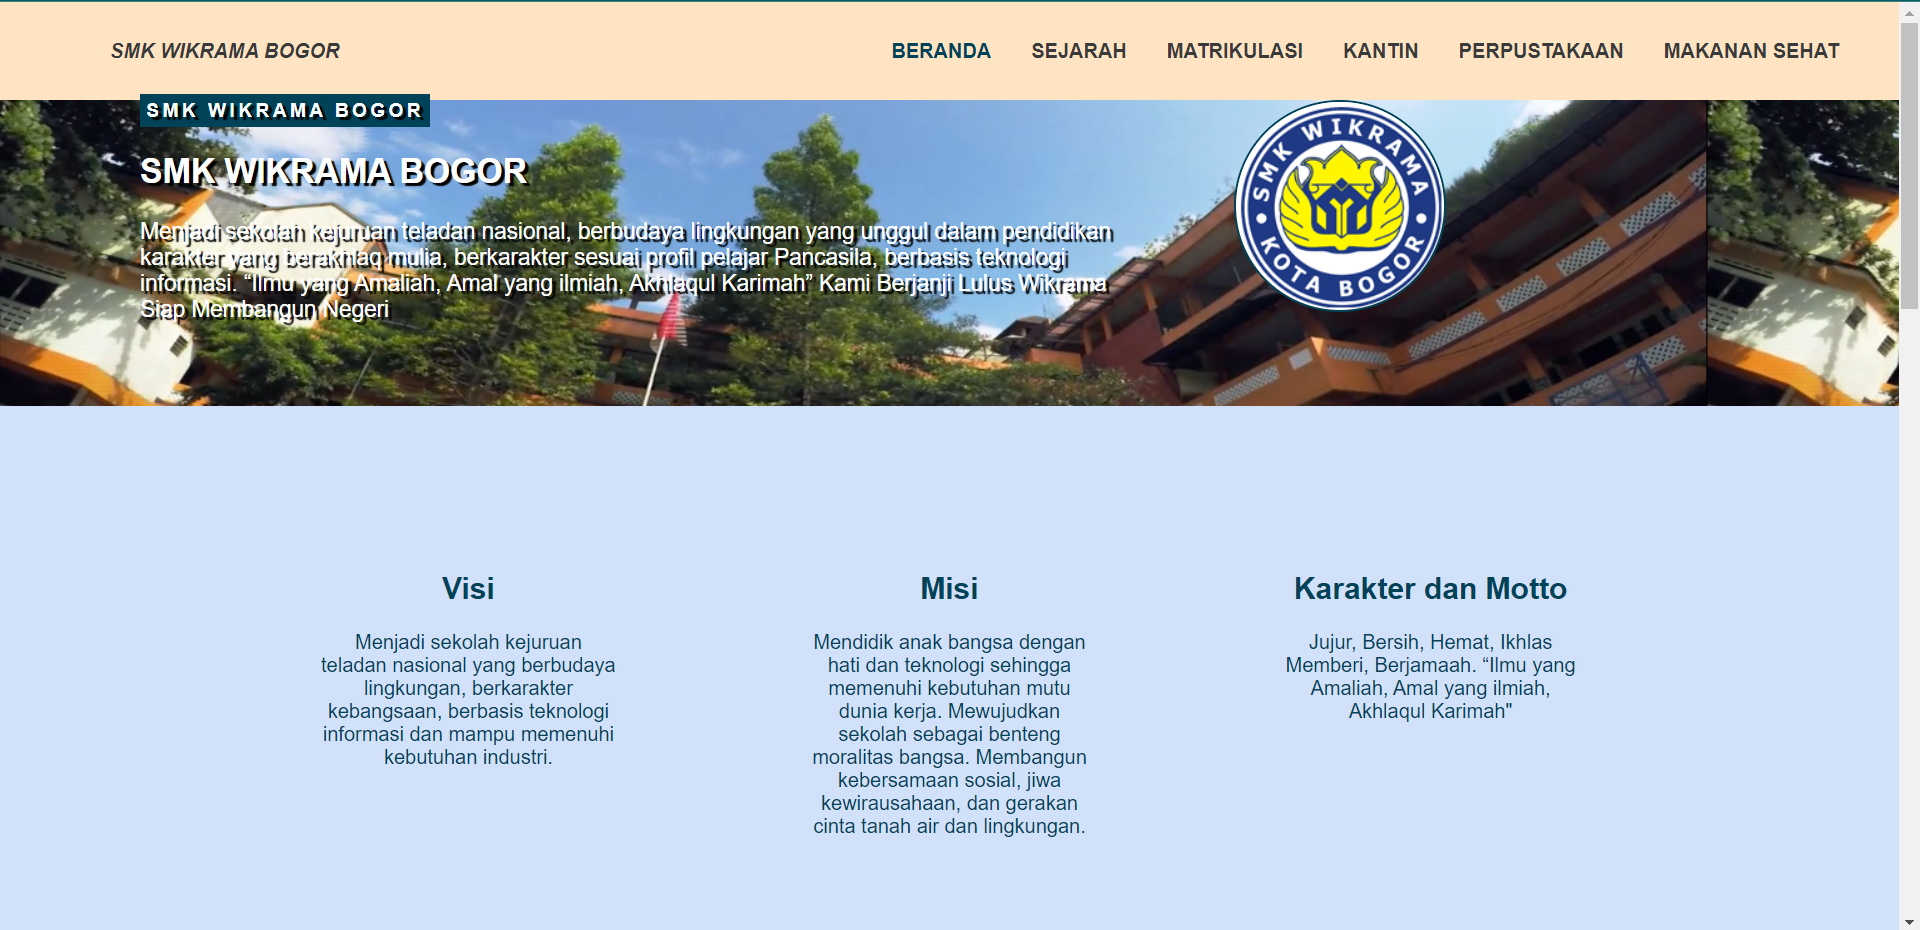 SMK WIKRAMA BOGOR
BERANDA SEJARAH MATRIKULASI KANTIN PERPUSTAKAAN MAKANAN SEHAT
SMK WIKRAMA BOGOR
SMK WIKRAMA BOGOR
Menjadi sekolah kejuruan teladan nasional, berbudaya lingkungan yang unggul dalam pendidikan
karakter yang berakhlaq mulia, berkarakter sesuai profil pelajar Pancasila, berbasis teknologi
informasi. “Ilmu yang Amaliah, Amal yang ilmiah, Akhlaqul Karimah” Kami Berjanji Lulus Wikrama
Siap Membangun Negeri
SMK WIKRAMA
KOTA BOGOR
Visi
Menjadi sekolah kejuruan
teladan nasional yang berbudaya
lingkungan, berkarakter
kebangsaan, berbasis teknologi
informasi dan mampu memenuhi
kebutuhan industri.
Misi
Mendidik anak bangsa dengan
hati dan teknologi sehingga
memenuhi kebutuhan mutu
dunia kerja. Mewujudkan
sekolah sebagai benteng
moralitas bangsa. Membangun
kebersamaan sosial, jiwa
kewirausahaan, dan gerakan
cinta tanah air dan lingkungan.
Karakter dan Motto
Jujur, Bersih, Hemat, Ikhlas
Memberi, Berjamaah. “Ilmu yang
Amaliah, Amal yang ilmiah,
Akhlaqul Karimah"